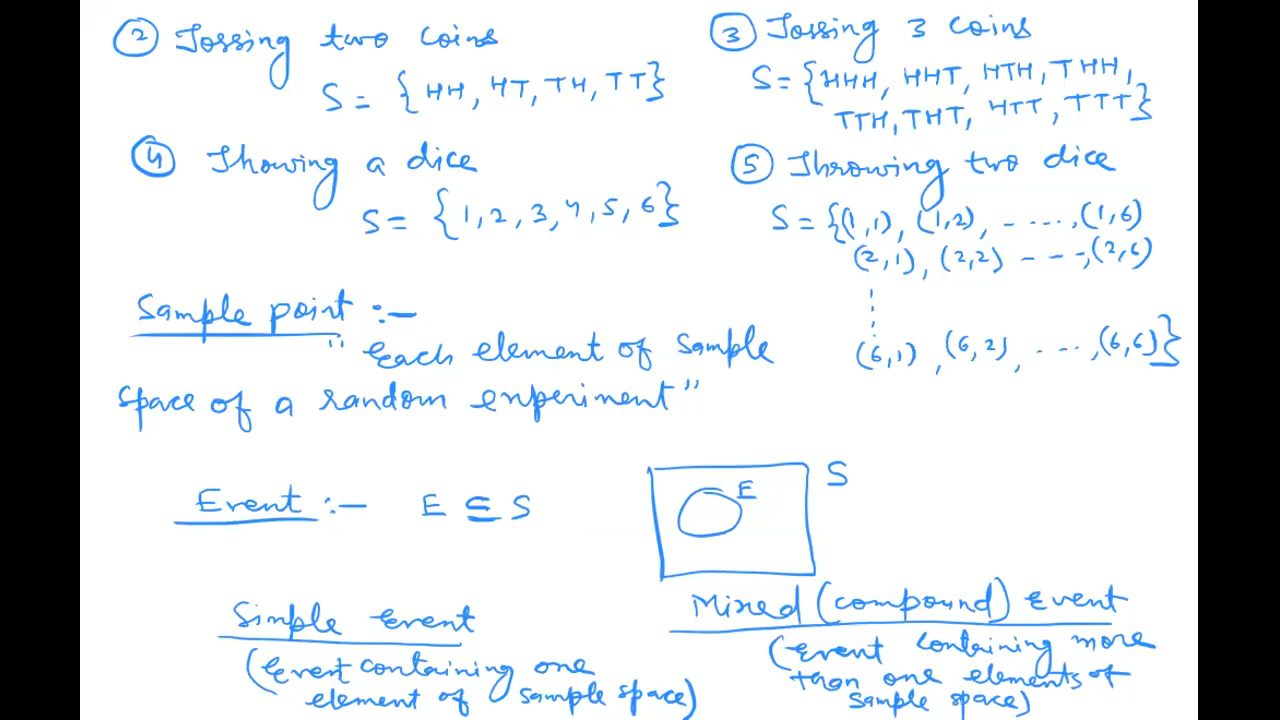 ② Tossing two coins
S = {HH, HT, TH, TT}
③ Tossing 3 coins
S = {HHH, HHT, HTH, THH,
TTH, THT, HTT, TTT}
④ Throwing a dice
S = {1, 2, 3, 4, 5, 6}
⑤ Throwing two dice
S = {(1,1), (1,2), ------, (1,6)
(2,1), (2,2) ---, (2,6)
⋮
(6,1), (6,2), ....., (6,6)}
Sample point :-
"Each element of sample
space of a random experiment"
Event :- E ⊆ S
E
S
Simple Event
(Event containing one
element of sample space)
Mixed (compound) Event
(Event containing more
than one elements of
sample space)